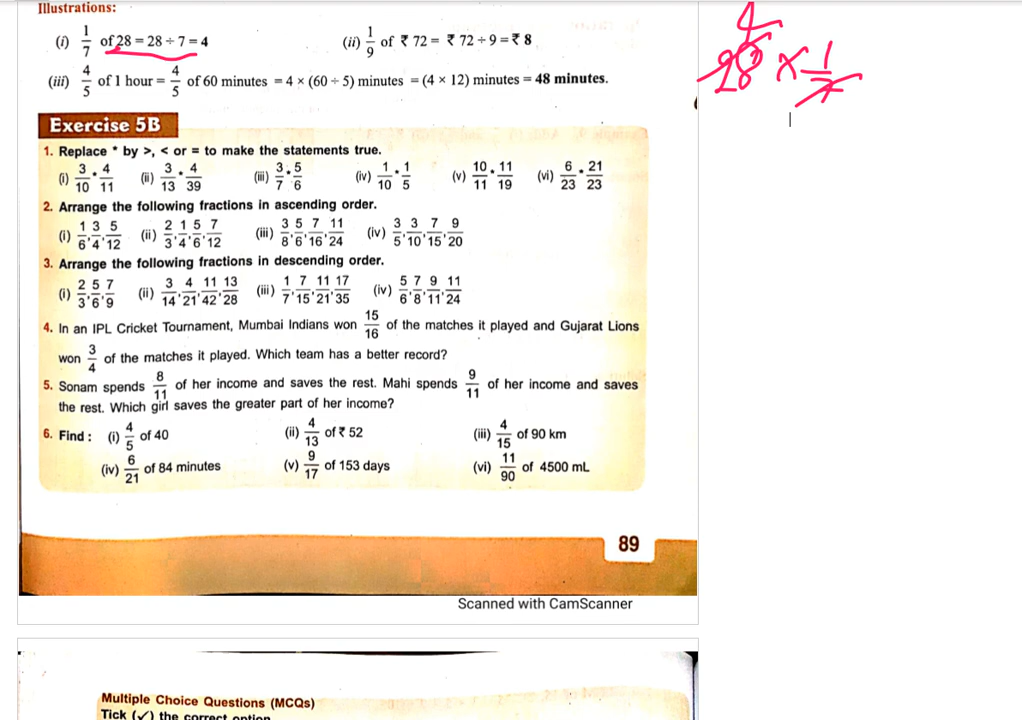 Illustrations:
(i) 1/7 of 28 = 28 ÷ 7 = 4 (ii) 1/9 of ₹ 72 = ₹ 72 ÷ 9 = ₹ 8
(iii) 4/5 of 1 hour = 4/5 of 60 minutes = 4 × (60 ÷ 5) minutes = (4 × 12) minutes = 48 minutes.
4
28 × 1/7
Exercise 5B
1. Replace * by >, < or = to make the statements true.
(i) 3/10 * 4/11 (ii) 3/13 * 4/39 (iii) 3/7 * 5/6 (iv) 1/10 * 1/5 (v) 10/11 * 11/19 (vi) 6/23 * 21/23
2. Arrange the following fractions in ascending order.
(i) 1/6, 3/4, 5/12 (ii) 2/3, 1/4, 5/6, 7/12 (iii) 3/8, 5/6, 7/16, 11/24 (iv) 3/5, 3/10, 7/15, 9/20
3. Arrange the following fractions in descending order.
(i) 2/3, 5/6, 7/9 (ii) 3/14, 4/21, 11/42, 13/28 (iii) 1/7, 7/15, 11/21, 17/35 (iv) 5/6, 7/8, 9/11, 11/24
4. In an IPL Cricket Tournament, Mumbai Indians won 15/16 of the matches it played and Gujarat Lions
won 3/4 of the matches it played. Which team has a better record?
5. Sonam spends 8/11 of her income and saves the rest. Mahi spends 9/11 of her income and saves
the rest. Which girl saves the greater part of her income?
6. Find : (i) 4/5 of 40 (ii) 4/13 of ₹ 52 (iii) 4/15 of 90 km
(iv) 6/21 of 84 minutes (v) 9/17 of 153 days (vi) 11/90 of 4500 mL
89
Scanned with CamScanner
Multiple Choice Questions (MCQs)
Tick (✓) the correct option